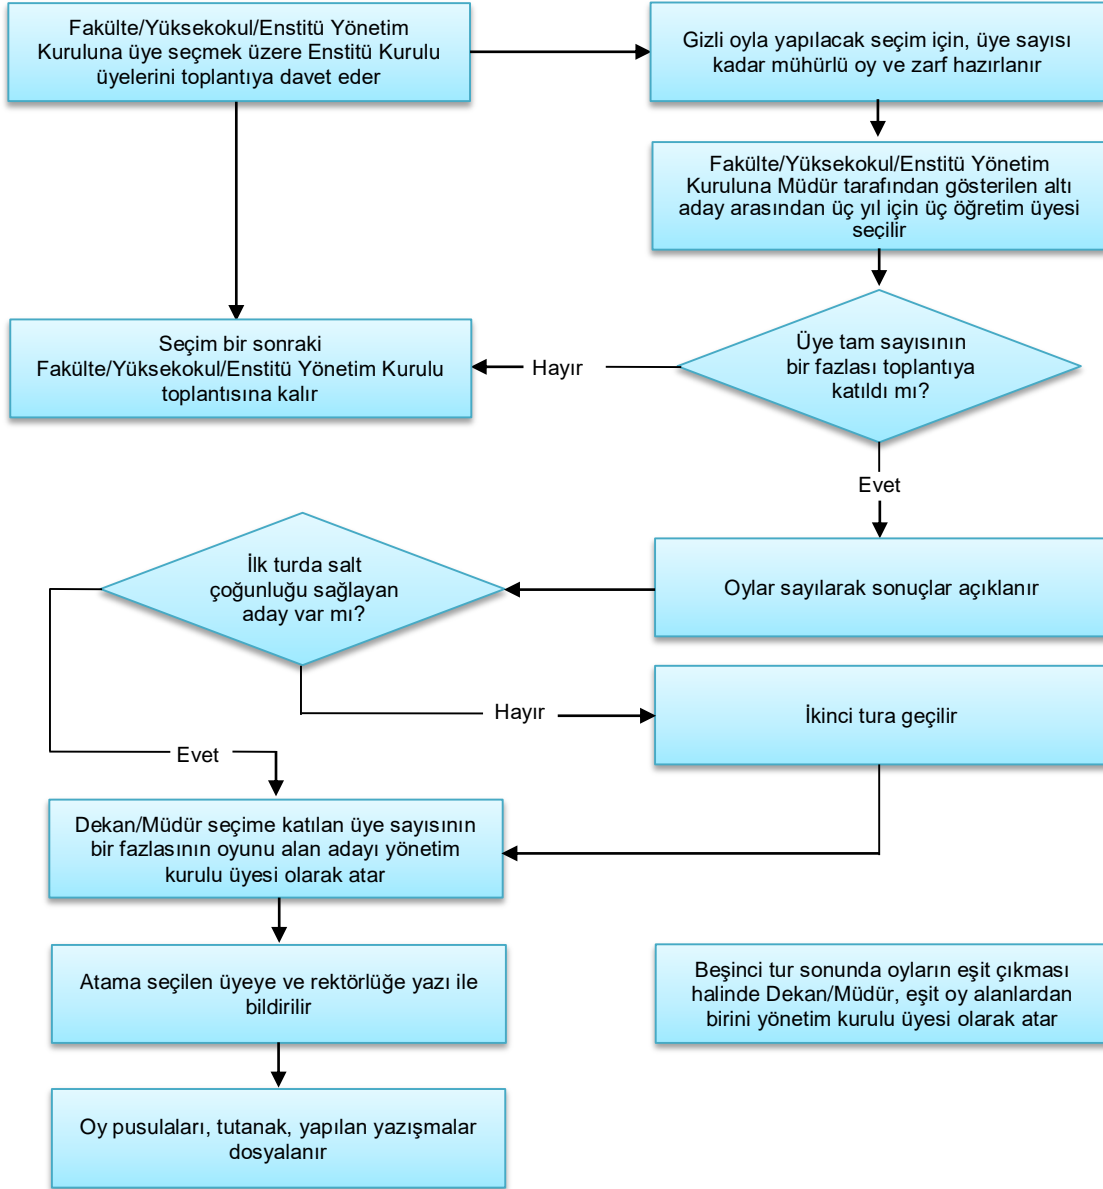 Fakülte/Yüksekokul/Enstitü Yönetim
Kuruluna üye seçmek üzere Enstitü Kurulu
üyelerini toplantıya davet eder
Gizli oyla yapılacak seçim için, üye sayısı
kadar mühürlü oy ve zarf hazırlanır
Fakülte/Yüksekokul/Enstitü Yönetim
Kuruluna Müdür tarafından gösterilen altı
aday arasından üç yıl için üç öğretim üyesi
seçilir
Üye tam sayısının
bir fazlası toplantıya
katıldı mı?
Hayır
Seçim bir sonraki
Fakülte/Yüksekokul/Enstitü Yönetim Kurulu
toplantısına kalır
Evet
Oylar sayılarak sonuçlar açıklanır
İlk turda salt
çoğunluğu sağlayan
aday var mı?
Hayır
İkinci tura geçilir
Evet
Dekan/Müdür seçime katılan üye sayısının
bir fazlasının oyunu alan adayı yönetim
kurulu üyesi olarak atar
Atama seçilen üyeye ve rektörlüğe yazı ile
bildirilir
Beşinci tur sonunda oyların eşit çıkması
halinde Dekan/Müdür, eşit oy alanlardan
birini yönetim kurulu üyesi olarak atar
Oy pusulaları, tutanak, yapılan yazışmalar
dosyalanır